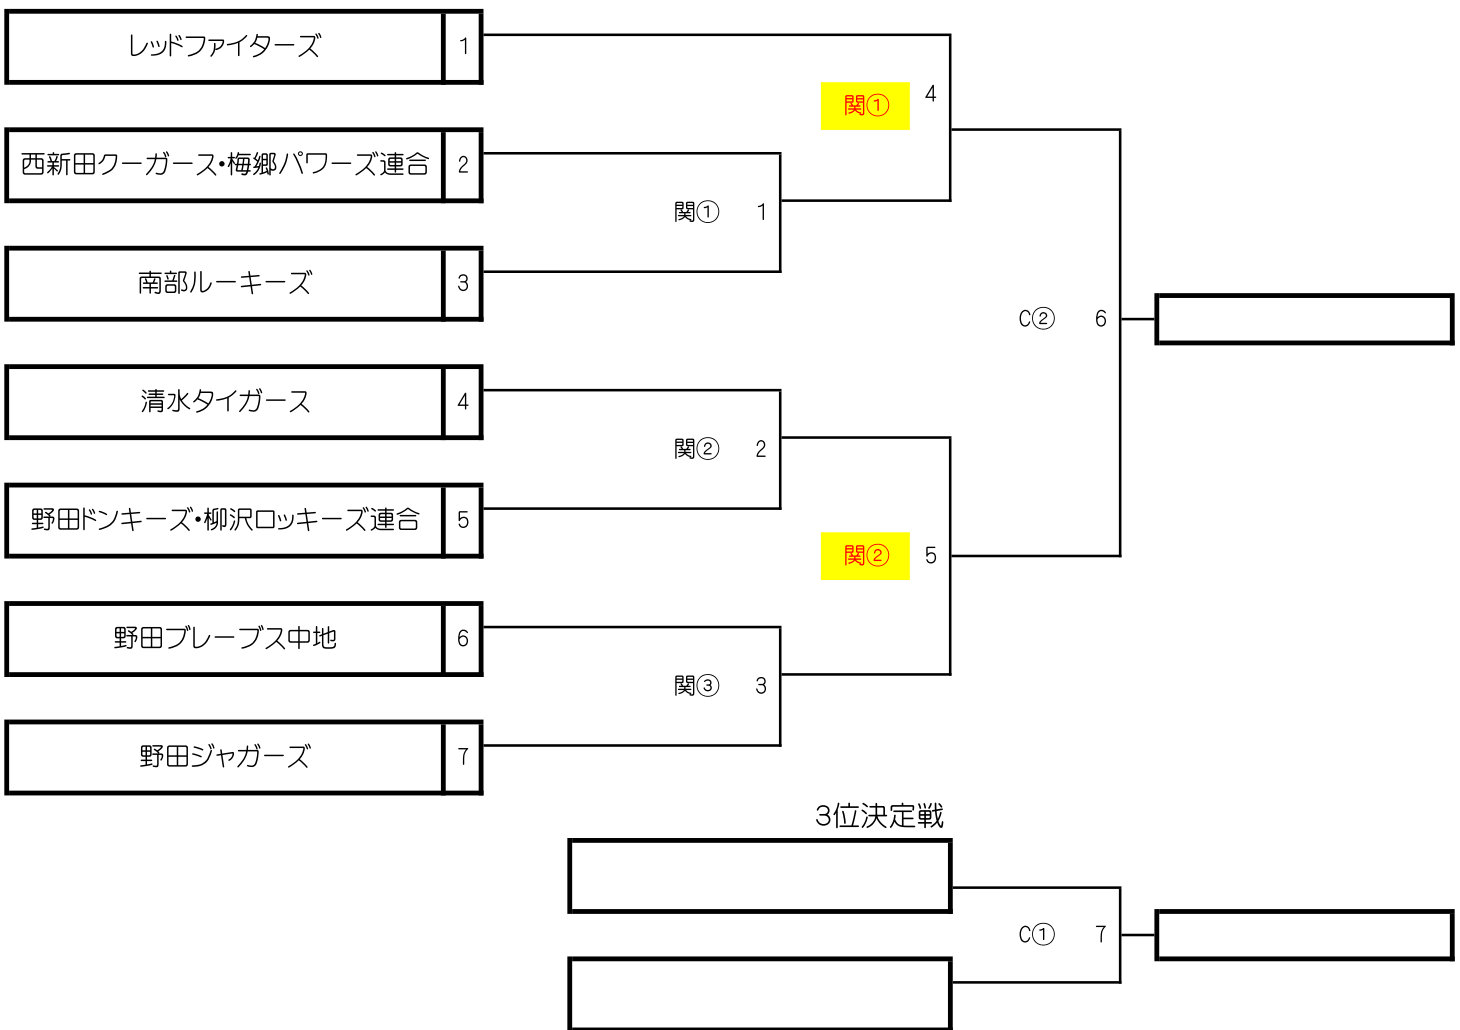 レッドファイターズ 1
関① 4
西新田クーガース・梅郷パワーズ連合 2
関① 1
南部ルーキーズ 3
C② 6
清水タイガース 4
関② 2
野田ドンキーズ・柳沢ロッキーズ連合 5
関② 5
野田ブレーブス中地 6
関③ 3
野田ジャガーズ 7
3位決定戦
C① 7